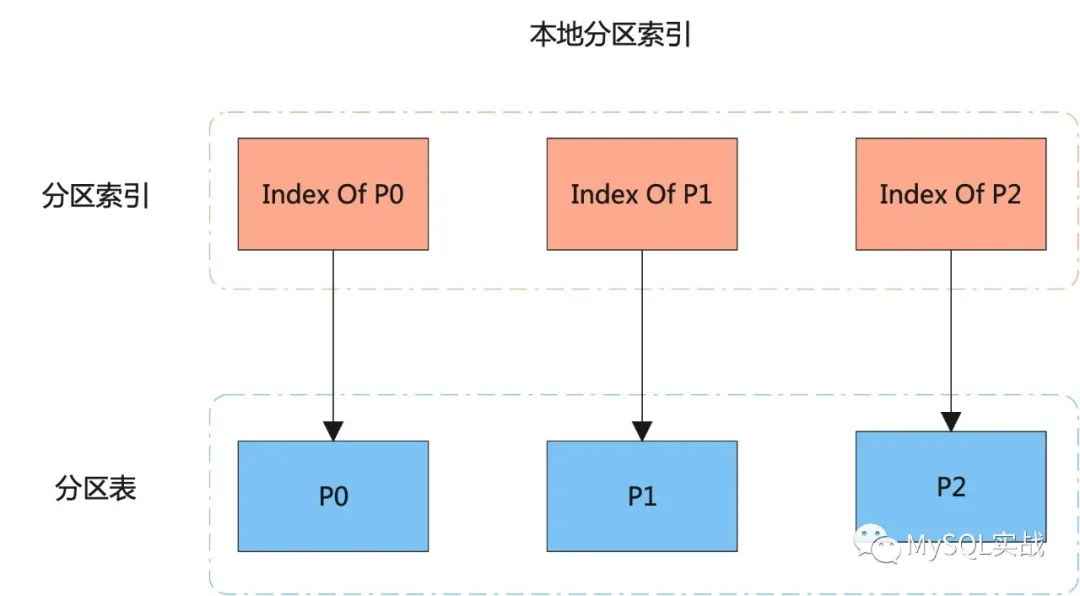 本地分区索引
分区索引
Index Of P0
Index Of P1
Index Of P2
分区表
P0
P1
P2
MySQL实战